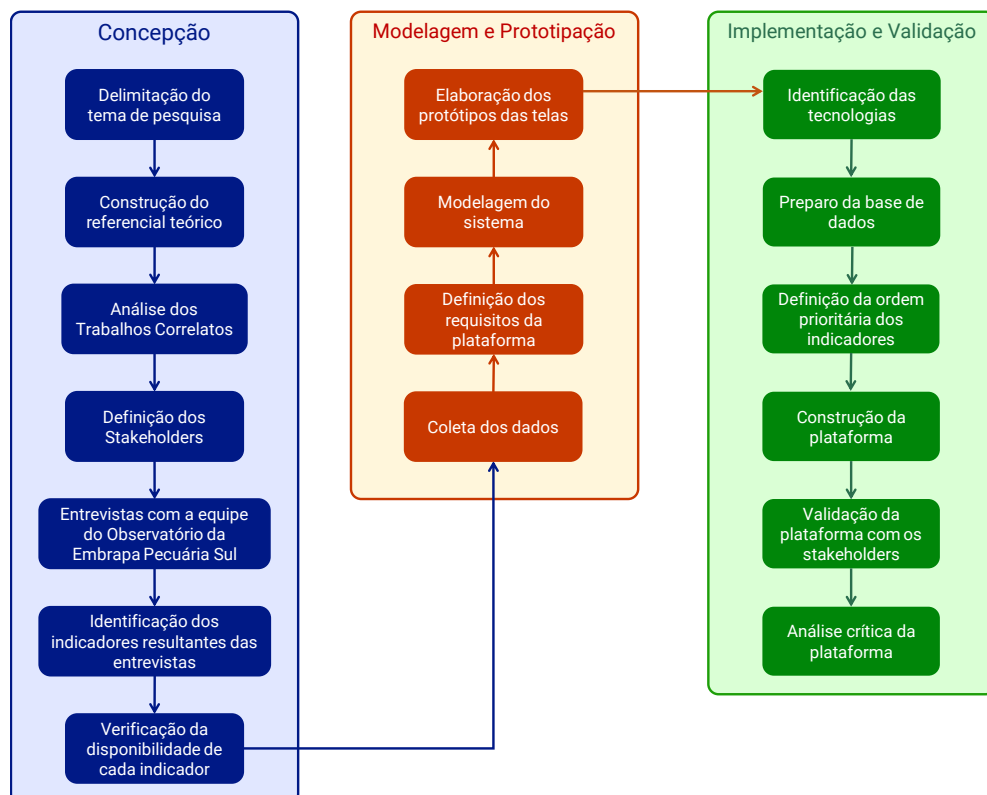 Concepção
Delimitação do
tema de pesquisa
Construção do
referencial teórico
Análise dos
Trabalhos Correlatos
Definição dos
Stakeholders
Entrevistas com a equipe
do Observatório da
Embrapa Pecuária Sul
Identificação dos
indicadores resultantes das
entrevistas
Verificação da
disponibilidade de
cada indicador
Modelagem e Prototipação
Elaboração dos
protótipos das telas
Modelagem do
sistema
Definição dos
requisitos da
plataforma
Coleta dos dados
Implementação e Validação
Identificação das
tecnologias
Preparo da base de
dados
Definição da ordem
prioritária dos
indicadores
Construção da
plataforma
Validação da
plataforma com os
stakeholders
Análise crítica da
plataforma